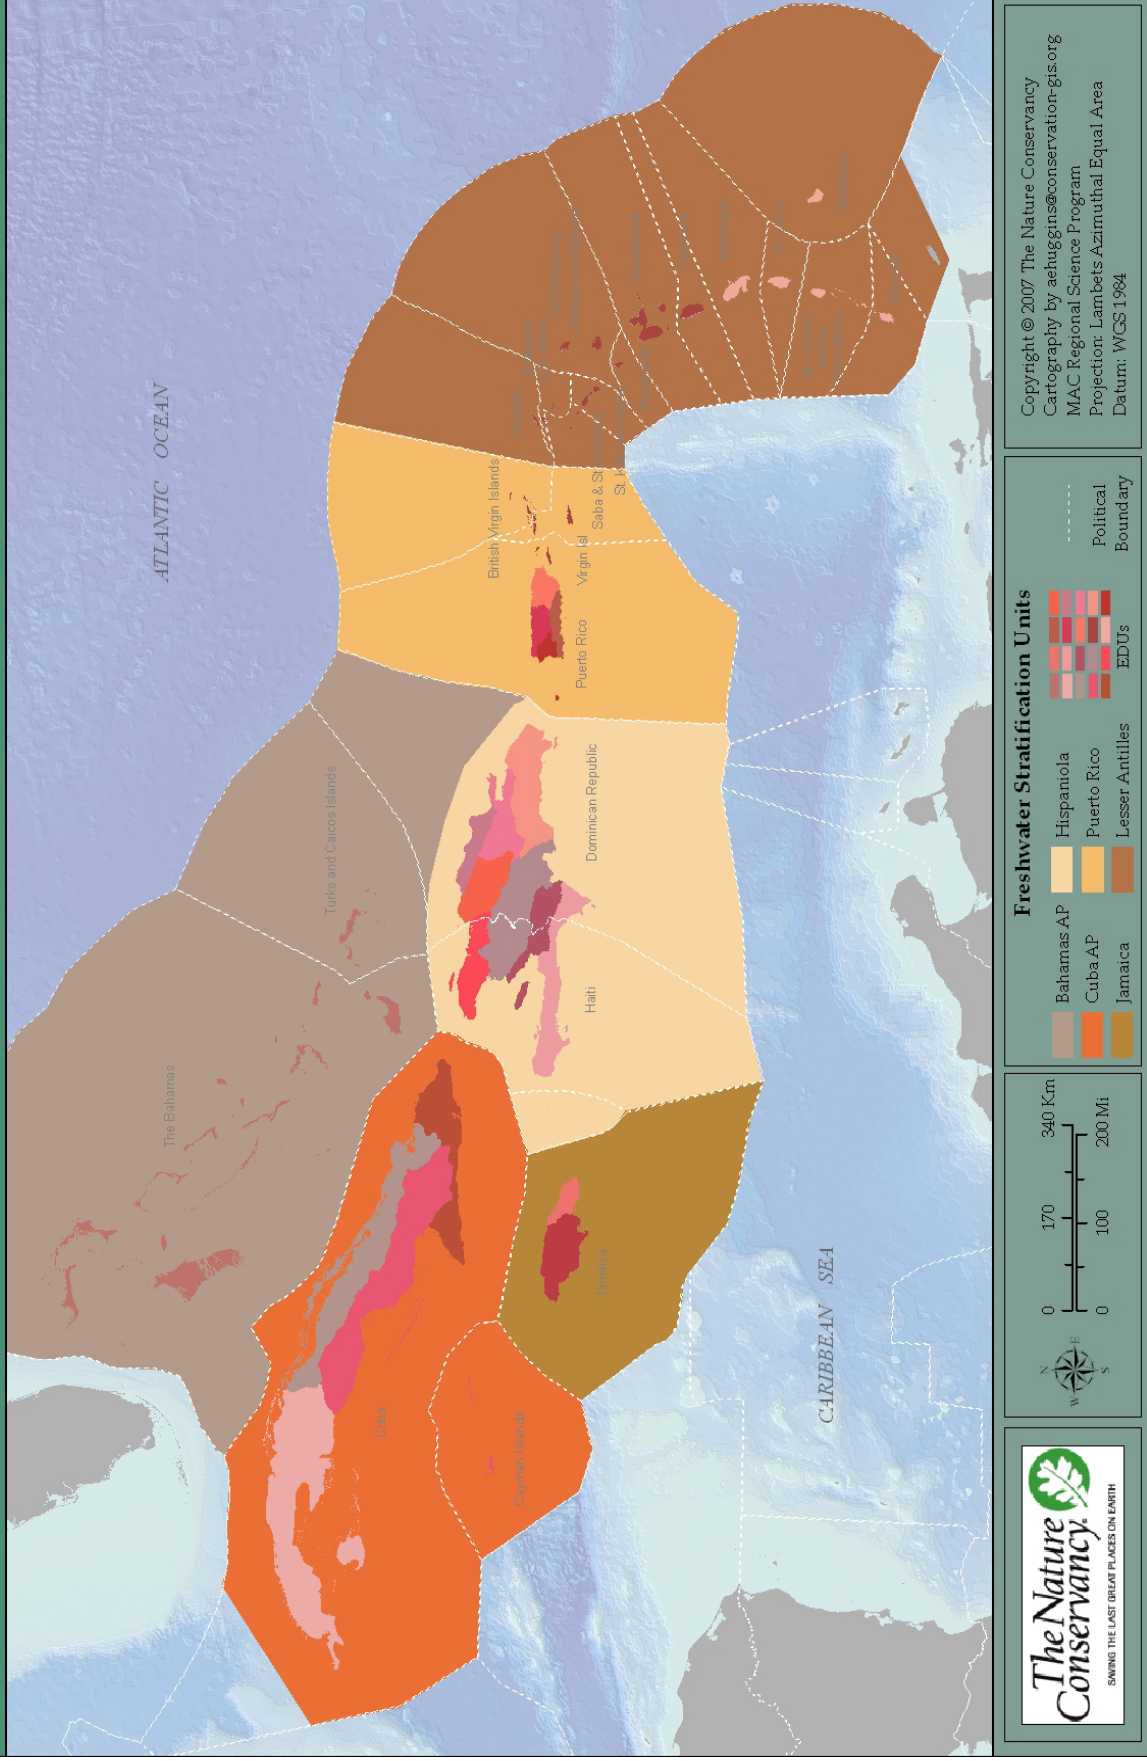 ATLANTIC OCEAN
The Bahamas
Turks and Caicos Islands
British Virgin Islands
Cuba
Cayman Islands
Haiti
Dominican Republic
Puerto Rico
Virgin Isl
Saba & St
St. K
Jamaica
CARIBBEAN SEA
The Nature
Conservancy
SAVING THE LAST GREAT PLACES ON EARTH
N
W E
S
0 170 340 Km
0 100 200 Mi
Freshwater Stratification Units
Bahamas AP
Cuba AP
Jamaica
Hispaniola
Puerto Rico
Lesser Antilles
EDUs
Political
Boundary
Copyright © 2007 The Nature Conservancy
Cartography by aehuggins@conservation-gis.org
MAC Regional Science Program
Projection: Lambets Azimuthal Equal Area
Datum: WGS 1984